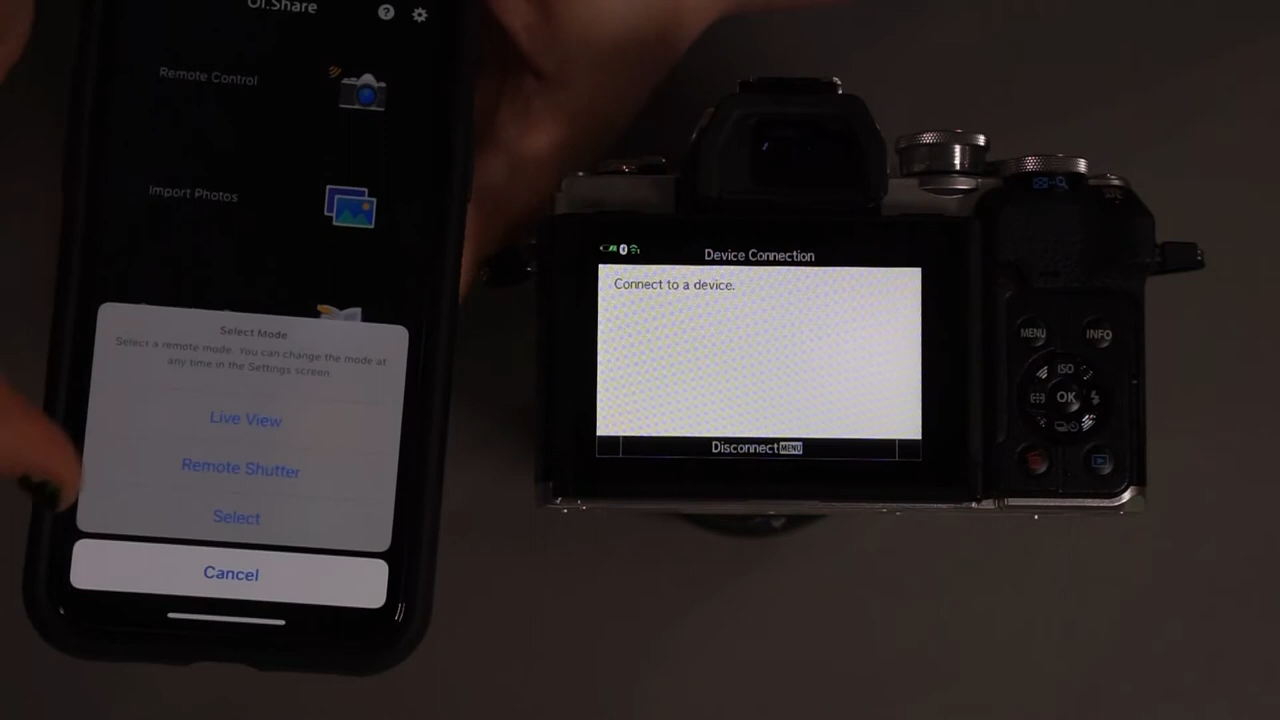 OI.Share
Remote Control
Import Photos
Select Mode
Select a remote mode. You can change the mode at
any time in the Settings screen.
Live View
Remote Shutter
Select
Cancel
Device Connection
Connect to a device.
Disconnect MENU
MENU
INFO
ISO
OK